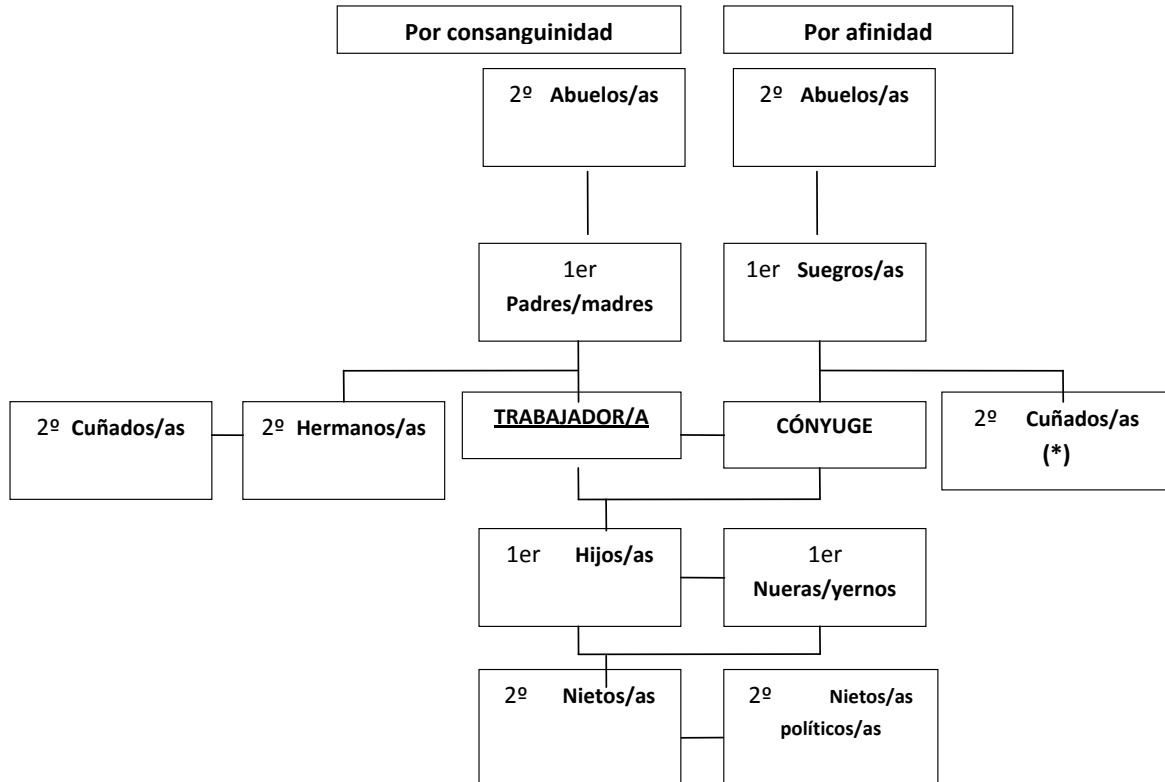 Por consanguinidad
Por afinidad
2º Abuelos/as
2º Abuelos/as
1er
Padres/madres
1er Suegros/as
2º Cuñados/as
2º Hermanos/as
TRABAJADOR/A
CÓNYUGE
2º Cuñados/as
(*)
1er Hijos/as
1er
Nueras/yernos
2º Nietos/as
2º Nietos/as
políticos/as